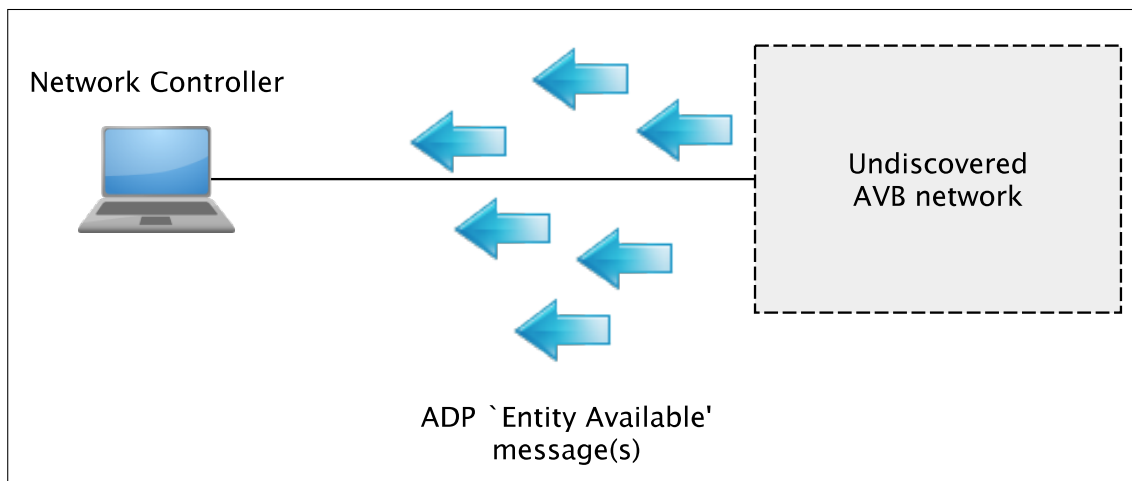 Network Controller
Undiscovered
AVB network
ADP `Entity Available'
message(s)